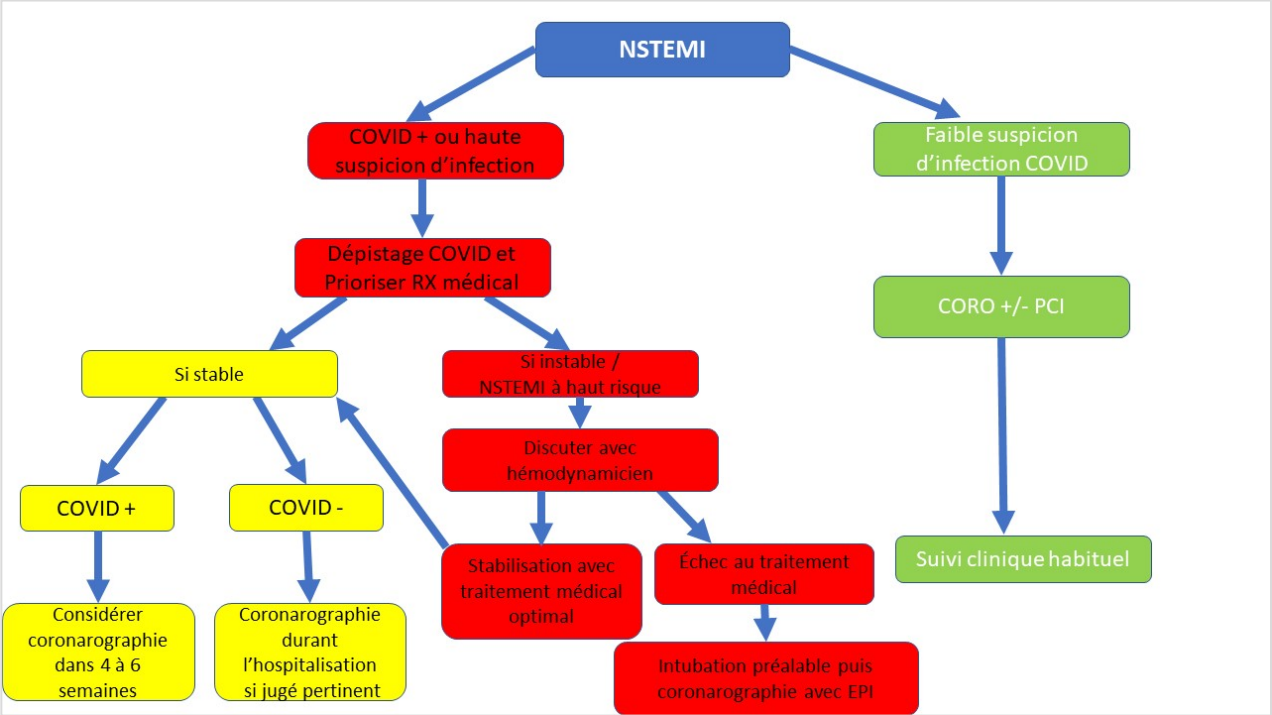 NSTEMI
COVID + ou haute
suspicion d'infection
Faible suspicion
d'infection COVID
Dépistage COVID et
Prioriser RX médical
CORO +/- PCI
Si stable
Si instable /
NSTEMI à haut risque
Discuter avec
hémodynamicien
COVID +
COVID -
Stabilisation avec
traitement médical
optimal
Échec au traitement
médical
Suivi clinique habituel
Considérer
coronarographie
dans 4 à 6
semaines
Coronarographie
durant
l'hospitalisation
si jugé pertinent
Intubation préalable puis
coronarographie avec EPI